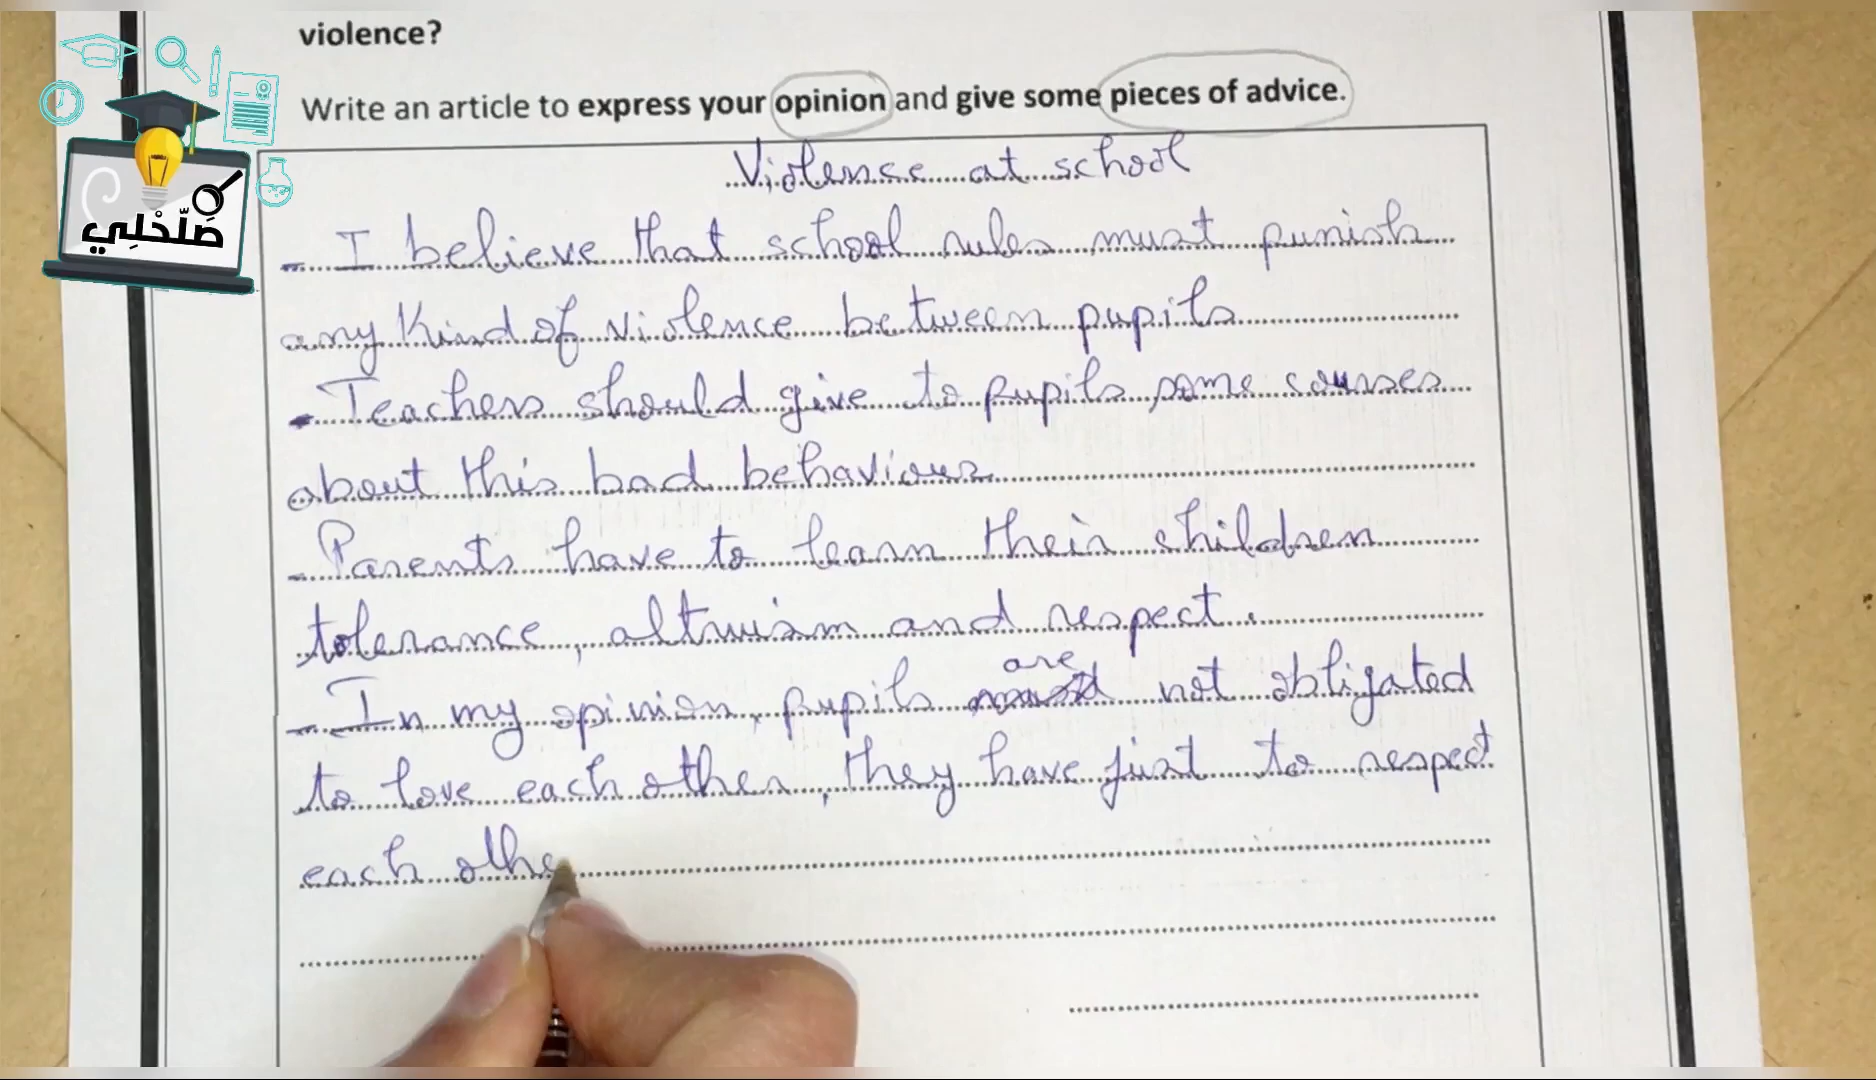 violence?
Write an article to express your opinion and give some pieces of advice.
صَلَّحْلِي
Violence at school
- I believe that school rules must punish
any kind of violence between pupils
- Teachers should give to pupils some courses
about this bad behaviour
- Parents have to learn their children
tolerance, altruism and respect.
- In my opinion, pupils are not obligated
to love each other, they have just to respect
each othe